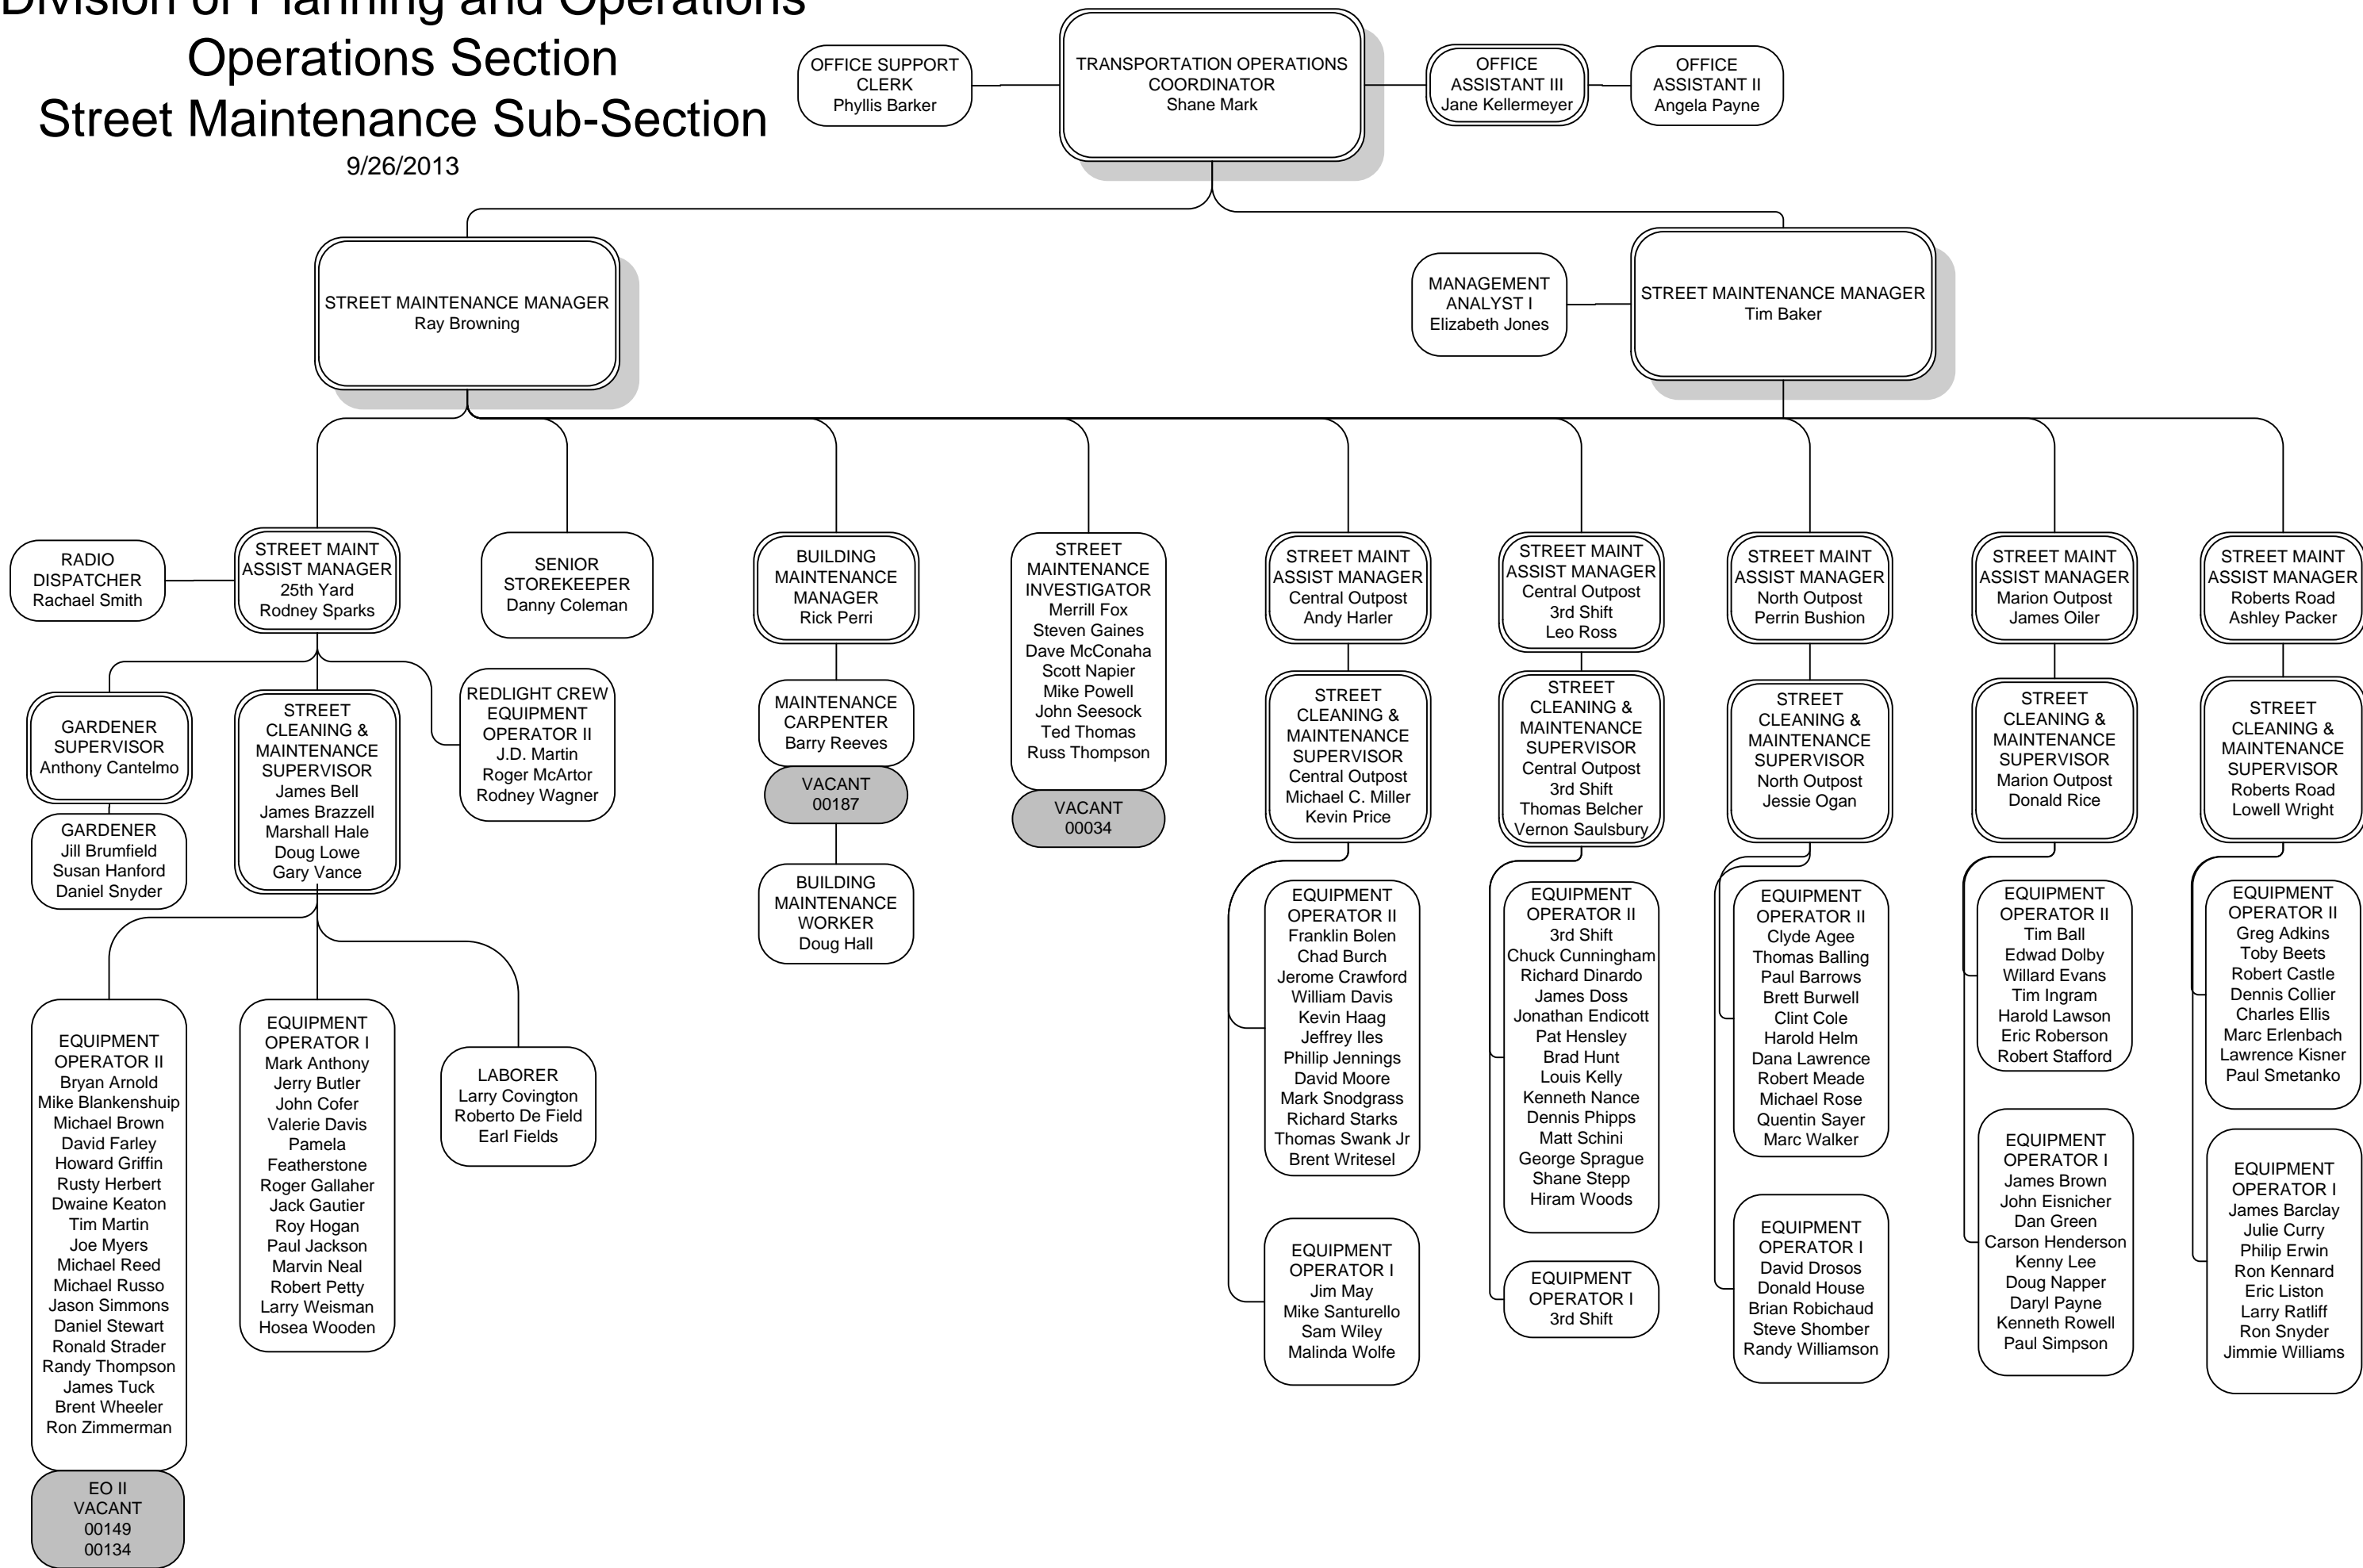 Division of Planning and Operations
Operations Section
Street Maintenance Sub-Section
9/26/2013
OFFICE SUPPORT
CLERK
Phyllis Barker
TRANSPORTATION OPERATIONS
COORDINATOR
Shane Mark
OFFICE
ASSISTANT III
Jane Kellermeyer
OFFICE
ASSISTANT II
Angela Payne
STREET MAINTENANCE MANAGER
Ray Browning
MANAGEMENT
ANALYST I
Elizabeth Jones
STREET MAINTENANCE MANAGER
Tim Baker
RADIO
DISPATCHER
Rachael Smith
STREET MAINT
ASSIST MANAGER
25th Yard
Rodney Sparks
SENIOR
STOREKEEPER
Danny Coleman
BUILDING
MAINTENANCE
MANAGER
Rick Perri
STREET
MAINTENANCE
INVESTIGATOR
Merrill Fox
Steven Gaines
Dave McConaha
Scott Napier
Mike Powell
John Seesock
Ted Thomas
Russ Thompson
VACANT
00034
STREET MAINT
ASSIST MANAGER
Central Outpost
Andy Harler
STREET MAINT
ASSIST MANAGER
Central Outpost
3rd Shift
Leo Ross
STREET MAINT
ASSIST MANAGER
North Outpost
Perrin Bushion
STREET MAINT
ASSIST MANAGER
Marion Outpost
James Oiler
STREET MAINT
ASSIST MANAGER
Roberts Road
Ashley Packer
GARDENER
SUPERVISOR
Anthony Cantelmo
GARDENER
Jill Brumfield
Susan Hanford
Daniel Snyder
STREET
CLEANING &
MAINTENANCE
SUPERVISOR
James Bell
James Brazzell
Marshall Hale
Doug Lowe
Gary Vance
REDLIGHT CREW
EQUIPMENT
OPERATOR II
J.D. Martin
Roger McArtor
Rodney Wagner
MAINTENANCE
CARPENTER
Barry Reeves
VACANT
00187
BUILDING
MAINTENANCE
WORKER
Doug Hall
STREET
CLEANING &
MAINTENANCE
SUPERVISOR
Central Outpost
Michael C. Miller
Kevin Price
STREET
CLEANING &
MAINTENANCE
SUPERVISOR
Central Outpost
3rd Shift
Thomas Belcher
Vernon Saulsbury
STREET
CLEANING &
MAINTENANCE
SUPERVISOR
North Outpost
Jessie Ogan
STREET
CLEANING &
MAINTENANCE
SUPERVISOR
Marion Outpost
Donald Rice
STREET
CLEANING &
MAINTENANCE
SUPERVISOR
Roberts Road
Lowell Wright
EQUIPMENT
OPERATOR II
Bryan Arnold
Mike Blankenshuip
Michael Brown
David Farley
Howard Griffin
Rusty Herbert
Dwaine Keaton
Tim Martin
Joe Myers
Michael Reed
Michael Russo
Jason Simmons
Daniel Stewart
Ronald Strader
Randy Thompson
James Tuck
Brent Wheeler
Ron Zimmerman
EO II
VACANT
00149
00134
EQUIPMENT
OPERATOR I
Mark Anthony
Jerry Butler
John Cofer
Valerie Davis
Pamela
Featherstone
Roger Gallaher
Jack Gautier
Roy Hogan
Paul Jackson
Marvin Neal
Robert Petty
Larry Weisman
Hosea Wooden
LABORER
Larry Covington
Roberto De Field
Earl Fields
EQUIPMENT
OPERATOR II
Franklin Bolen
Chad Burch
Jerome Crawford
William Davis
Kevin Haag
Jeffrey Iles
Phillip Jennings
David Moore
Mark Snodgrass
Richard Starks
Thomas Swank Jr
Brent Writesel
EQUIPMENT
OPERATOR I
Jim May
Mike Santurello
Sam Wiley
Malinda Wolfe
EQUIPMENT
OPERATOR II
3rd Shift
Chuck Cunningham
Richard Dinardo
James Doss
Jonathan Endicott
Pat Hensley
Brad Hunt
Louis Kelly
Kenneth Nance
Dennis Phipps
Matt Schini
George Sprague
Shane Stepp
Hiram Woods
EQUIPMENT
OPERATOR I
3rd Shift
EQUIPMENT
OPERATOR II
Clyde Agee
Thomas Balling
Paul Barrows
Brett Burwell
Clint Cole
Harold Helm
Dana Lawrence
Robert Meade
Michael Rose
Quentin Sayer
Marc Walker
EQUIPMENT
OPERATOR I
David Drosos
Donald House
Brian Robichaud
Steve Shomber
Randy Williamson
EQUIPMENT
OPERATOR II
Tim Ball
Edwad Dolby
Willard Evans
Tim Ingram
Harold Lawson
Eric Roberson
Robert Stafford
EQUIPMENT
OPERATOR I
James Brown
John Eisnicher
Dan Green
Carson Henderson
Kenny Lee
Doug Napper
Daryl Payne
Kenneth Rowell
Paul Simpson
EQUIPMENT
OPERATOR II
Greg Adkins
Toby Beets
Robert Castle
Dennis Collier
Charles Ellis
Marc Erlenbach
Lawrence Kisner
Paul Smetanko
EQUIPMENT
OPERATOR I
James Barclay
Julie Curry
Philip Erwin
Ron Kennard
Eric Liston
Larry Ratliff
Ron Snyder
Jimmie Williams